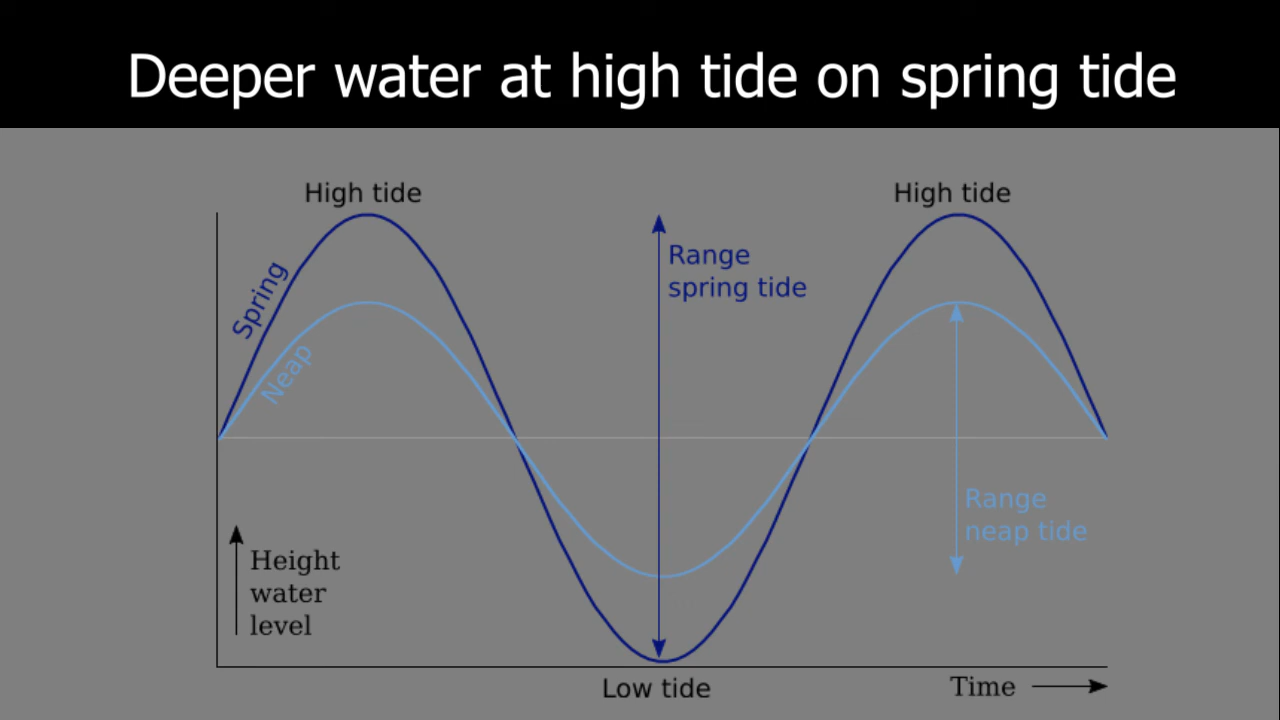 Deeper water at high tide on spring tide
High tide
High tide
Spring
Neap
Range
spring tide
Range
neap tide
Height
water
level
Low tide
Time